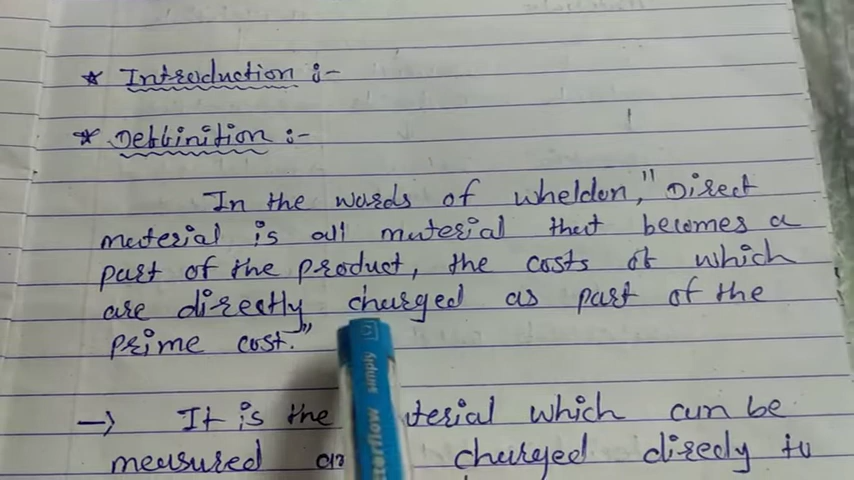 * Introduction :-
* Deffinition :-
In the words of wheldon, "Direct
material is all material that becomes a
part of the product, the costs of which
are directly charged as part of the
prime cost."
→ It is the terial which can be
measured charged direcly to